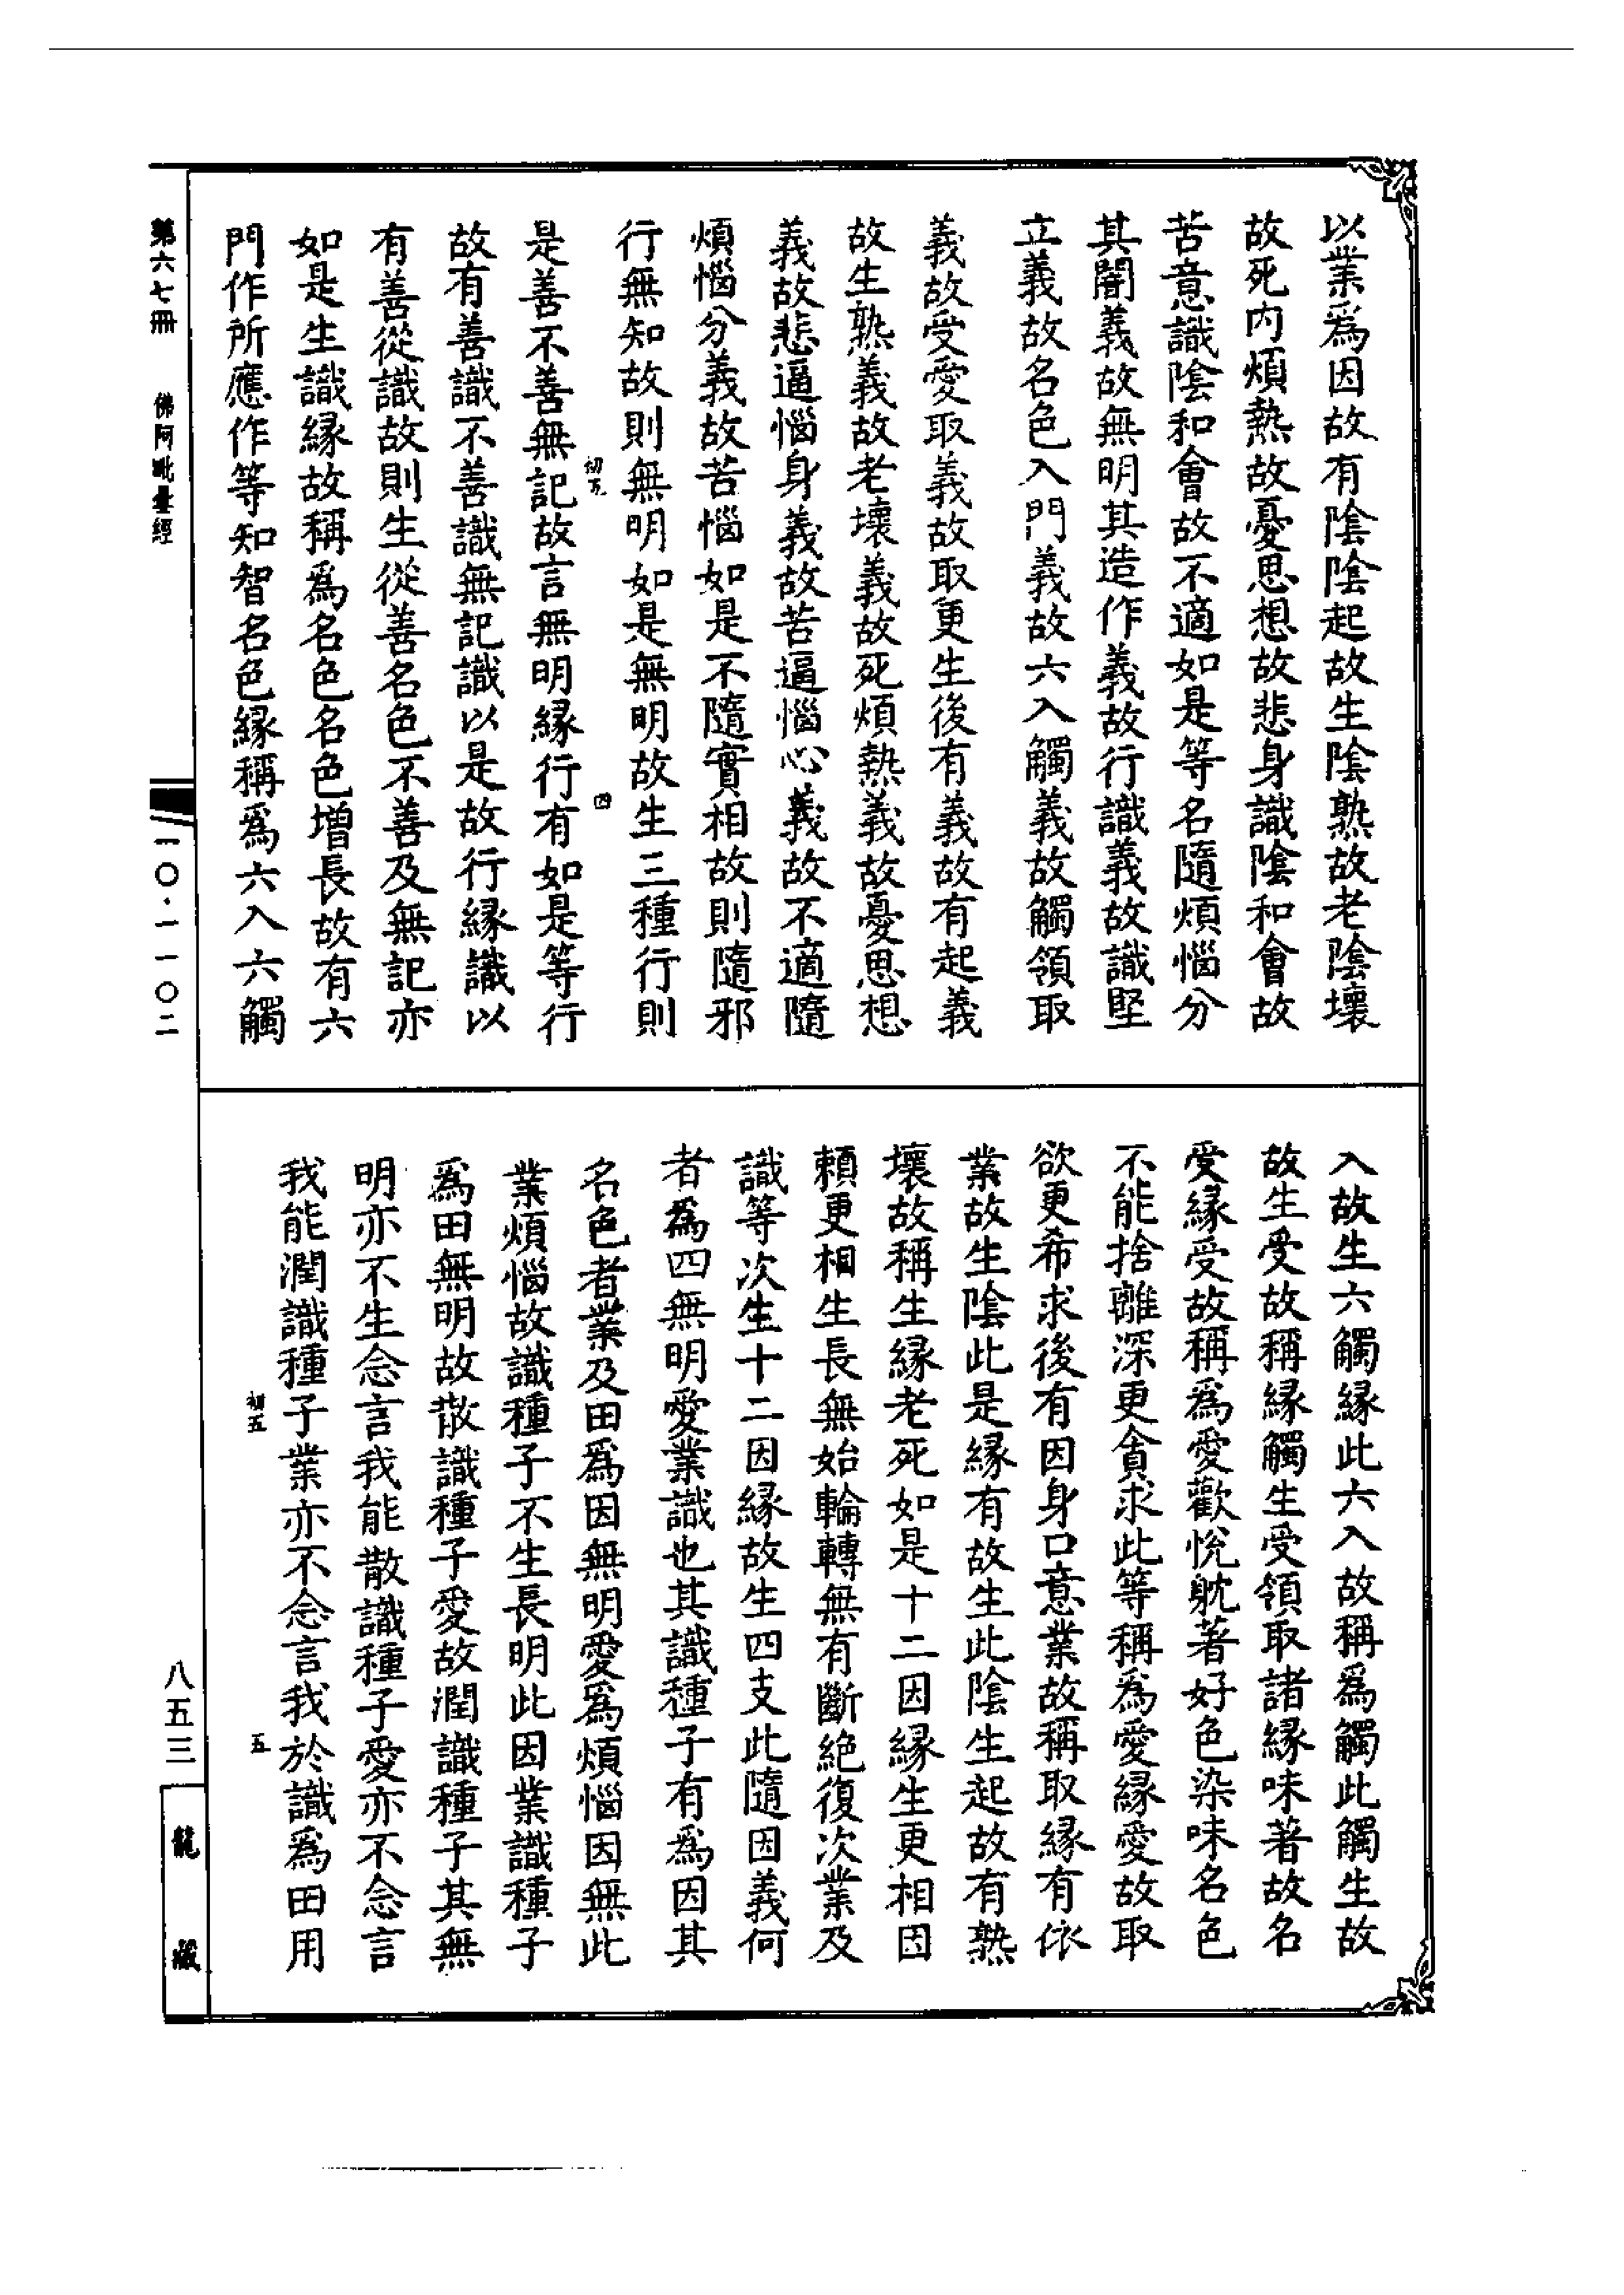 以業爲因故有陰陰起故生陰熟故老陰壞
故死内煩熱故憂思想故悲身識陰和會故
苦意識陰和會故不適如是等名隨煩惱分
其闇義故無明其造作義故行識義故識堅
立義故名色入門義故六入觸義故觸領取
義故受愛取義故取更生後有義故有起義
故生熟義故老壞義故死煩熱義故憂思想
義故悲逼惱身義故苦逼惱心義故不適隨
煩惱分義故苦惱如是不隨實相故則隨邪
行無知故則無明如是無明故生三種行則
是善不善無記故言無明縁行有如是等行
故有善識不善識無記識以是故行縁識以
有善從識故則生從善名色不善及無記亦
如是生識縁故稱爲名色名色增長故有六
門作所應作等知智名色縁稱爲六入六觸
入故生六觸縁此六入故稱爲觸此觸生故
故生受故稱縁觸生受領取諸縁味著故名
受縁受故稱爲愛歡悅躭著好色染味名色
不能捨離深更貪求此等稱爲愛縁愛故取
欲更希求後有因身口意業故稱取縁有依
業故生陰此是縁有故生此陰生起故有熟
壞故稱生縁老死如是十二因縁生更相因
賴更相生長無始輪轉無有斷絶復次業及
識等次生十二因縁故生四支此隨因義何
者爲四無明愛業識也其識種子有爲因其
名色者業及田爲因無明愛爲煩惱因無此
業煩惱故識種子不生長明此因業識種子
爲田無明故散識種子愛故潤識種子其無
明亦不生念言我能散識種子愛亦不念言
我能潤識種子業亦不念言我於識爲田用
第六七冊 佛阿毗曇經
一〇·一一〇二
八五三
龍藏
初五
四
初五
五